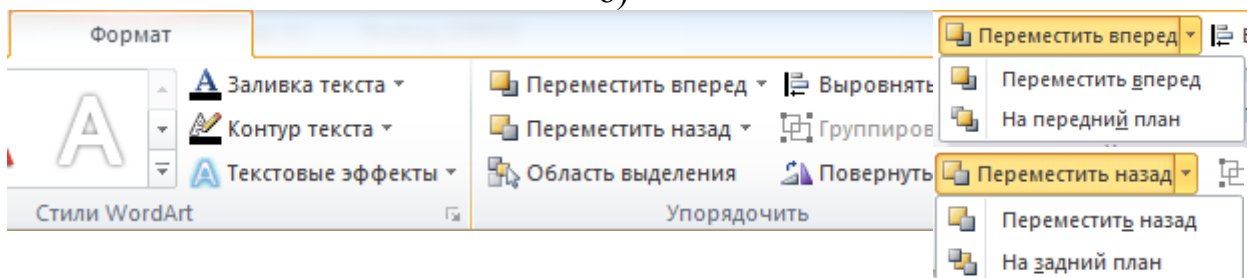 Формат
Заливка текста
Контур текста
Текстовые эффекты
Стили WordArt
Переместить вперед
Переместить назад
Область выделения
Выровнять
Группиров
Повернуть
Упорядочить
Переместить вперед
Переместить вперед
На передний план
Переместить назад
Переместить назад
На задний план